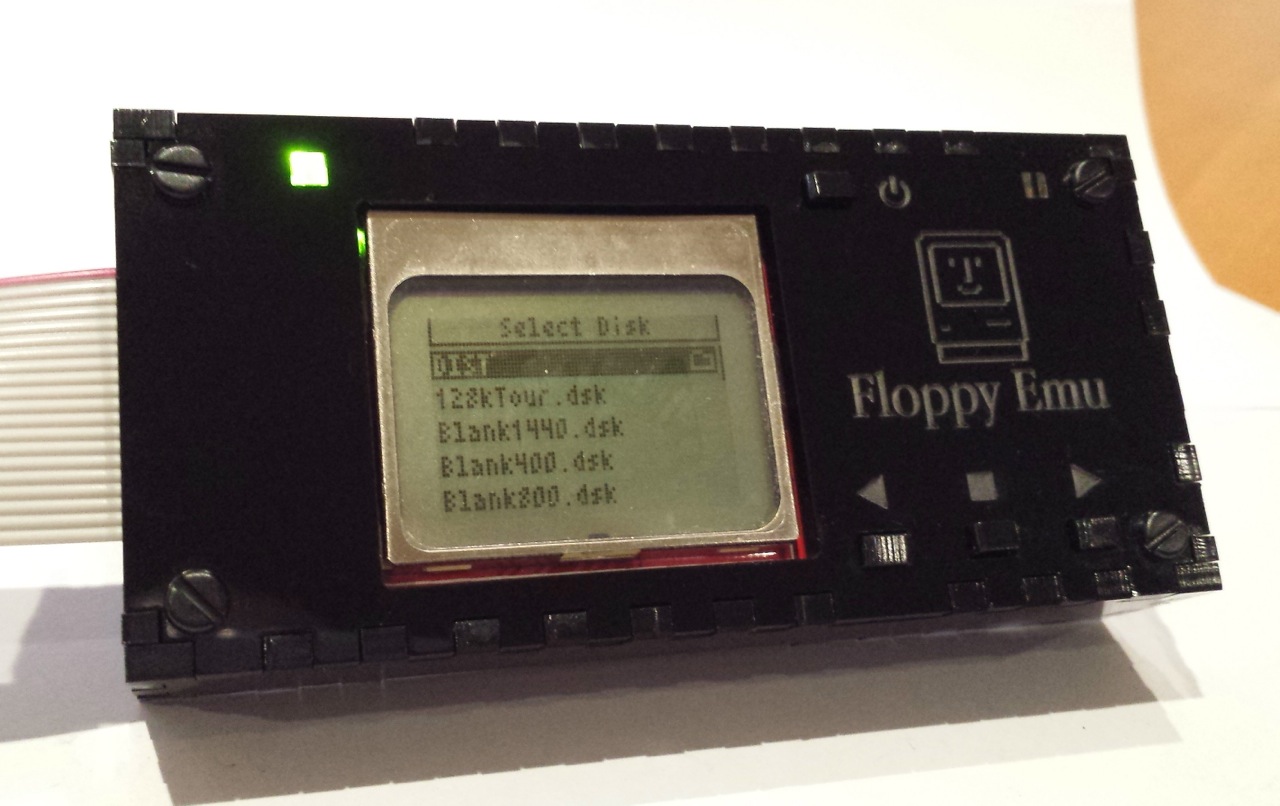 Select Disk
128kTour.dsk
Blank1440.dsk
Blank400.dsk
Blank800.dsk
Floppy Emu